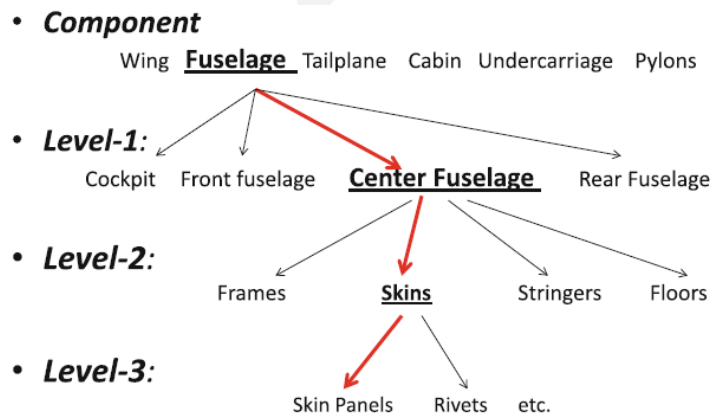 • Component
Wing Fuselage Tailplane Cabin Undercarriage Pylons
• Level-1:
Cockpit Front fuselage Center Fuselage Rear Fuselage
• Level-2:
Frames Skins Stringers Floors
• Level-3:
Skin Panels Rivets etc.